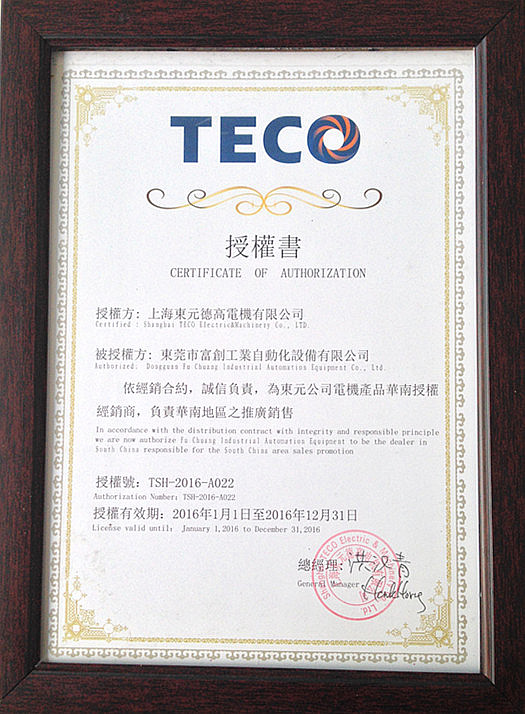 TECO
授權書
CERTIFICATE OF AUTHORIZATION
授權方: 上海東元德高電機有限公司
Certified : Shanghai TECO Electric&Machinery Co., LTD.
被授權方: 東莞市富創工業自動化設備有限公司
Authorized: Dongguan Fu Chuang Industrial Automation Equipment Co., Ltd.
依經銷合約，誠信負責，為東元公司電機產品華南授權
經銷商，負責華南地區之推廣銷售
In accordance with the distribution contract with integrity and responsible principle
we are now authorize Fu Chuang Industrial Automation Equipment to be the dealer in
South China responsible for the South China area sales promotion
授權號: TSH-2016-A022
Authorization Number: TSH-2016-A022
授權有效期: 2016年1月1日至2016年12月31日
License valid until: January 1,2016 to December 31,2016
總經理:
General Manager
Shanghai TECO Electric & Machinery Co., Ltd